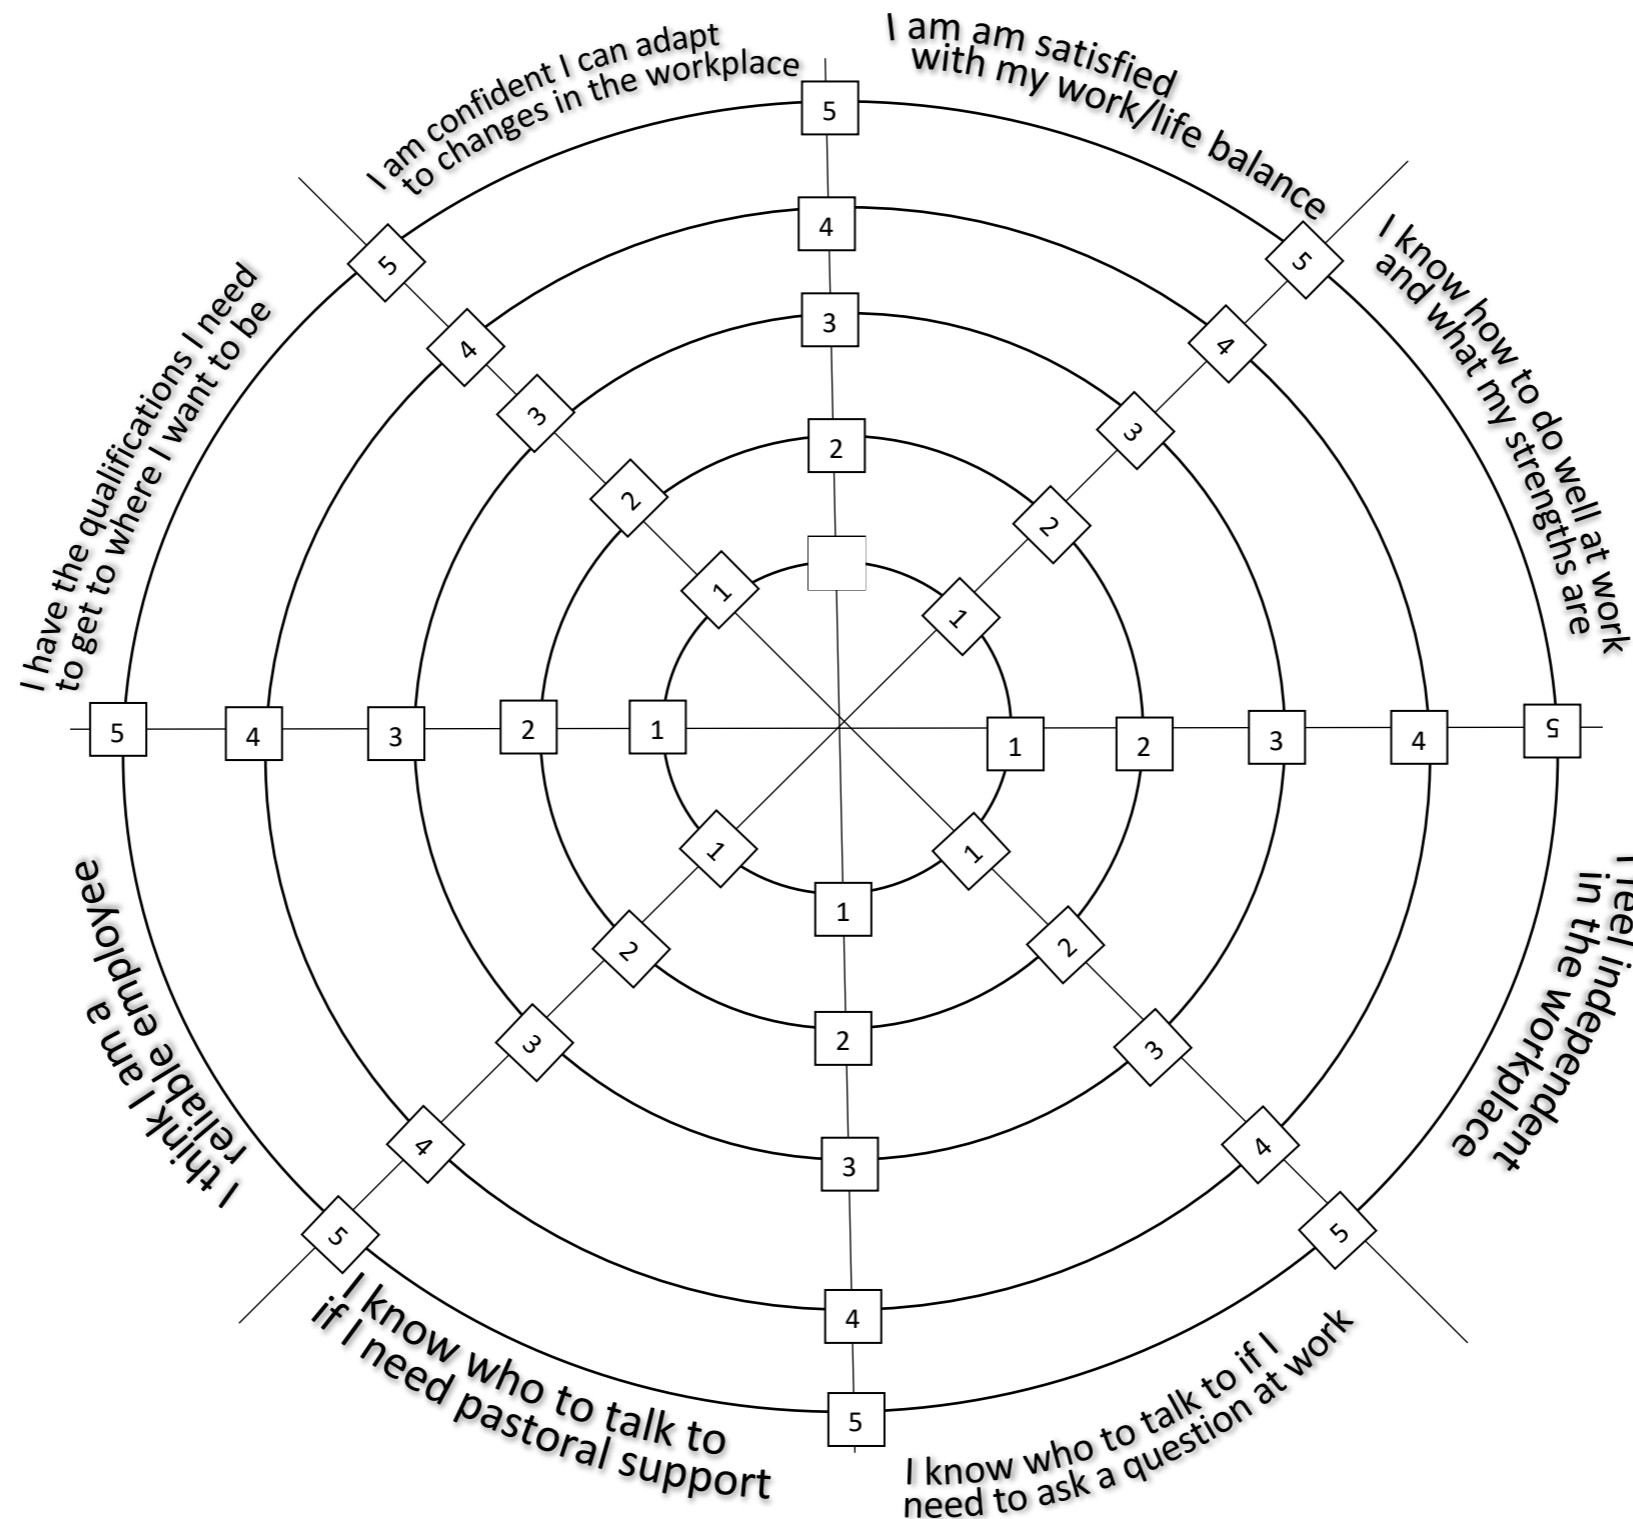 I am am satisfied
with my work/life balance
I know how to do well at work
and what my strengths are
I feel independent
in the workplace
I know who to talk to if I
need to ask a question at work
I know who to talk to
if I need pastoral support
I think I am a
reliable employee
I have the qualifications I need
to get to where I want to be
I am confident I can adapt
to changes in the workplace
5
4
3
2
5
4
3
2
1
5
4
3
2
1
1
2
3
4
5
1
2
3
4
5
1
2
3
4
5
1
2
3
4
5
1
2
3
4
5